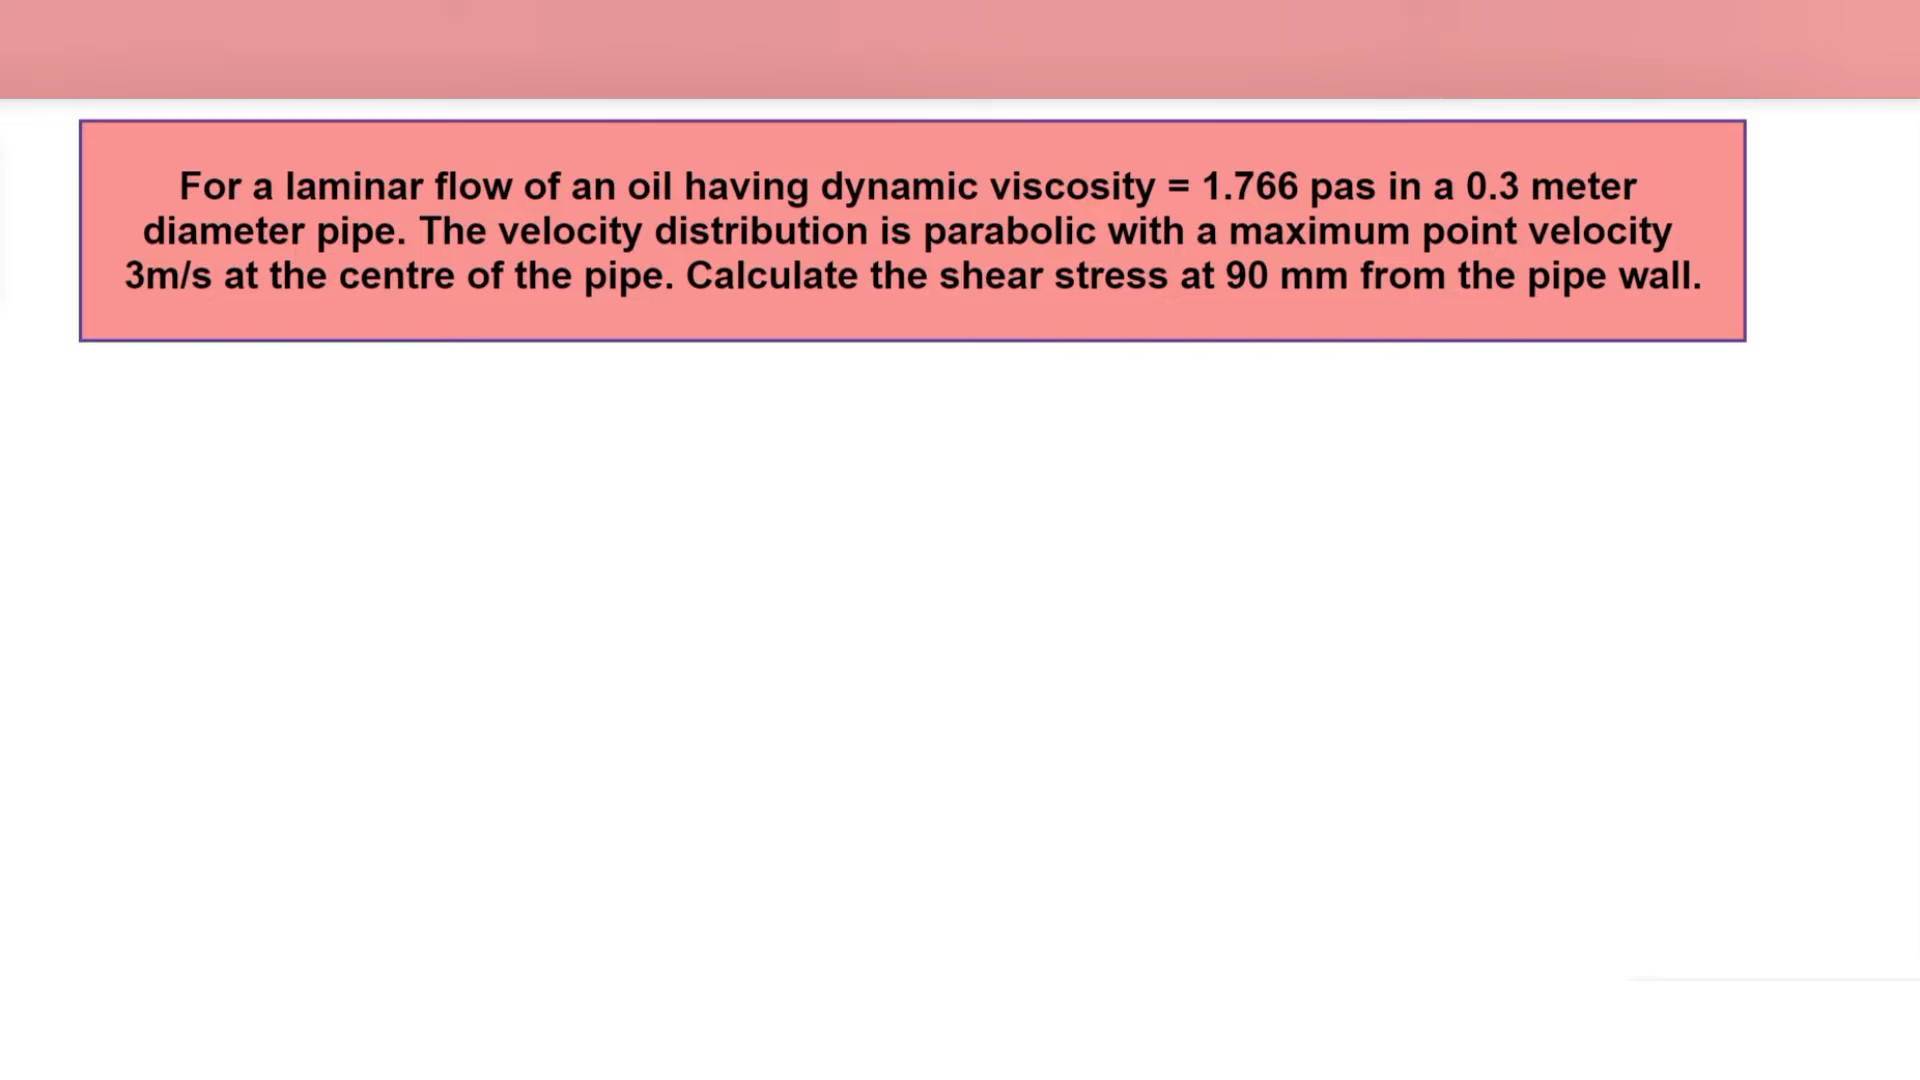 For a laminar flow of an oil having dynamic viscosity = 1.766 pas in a 0.3 meter
diameter pipe. The velocity distribution is parabolic with a maximum point velocity
3m/s at the centre of the pipe. Calculate the shear stress at 90 mm from the pipe wall.